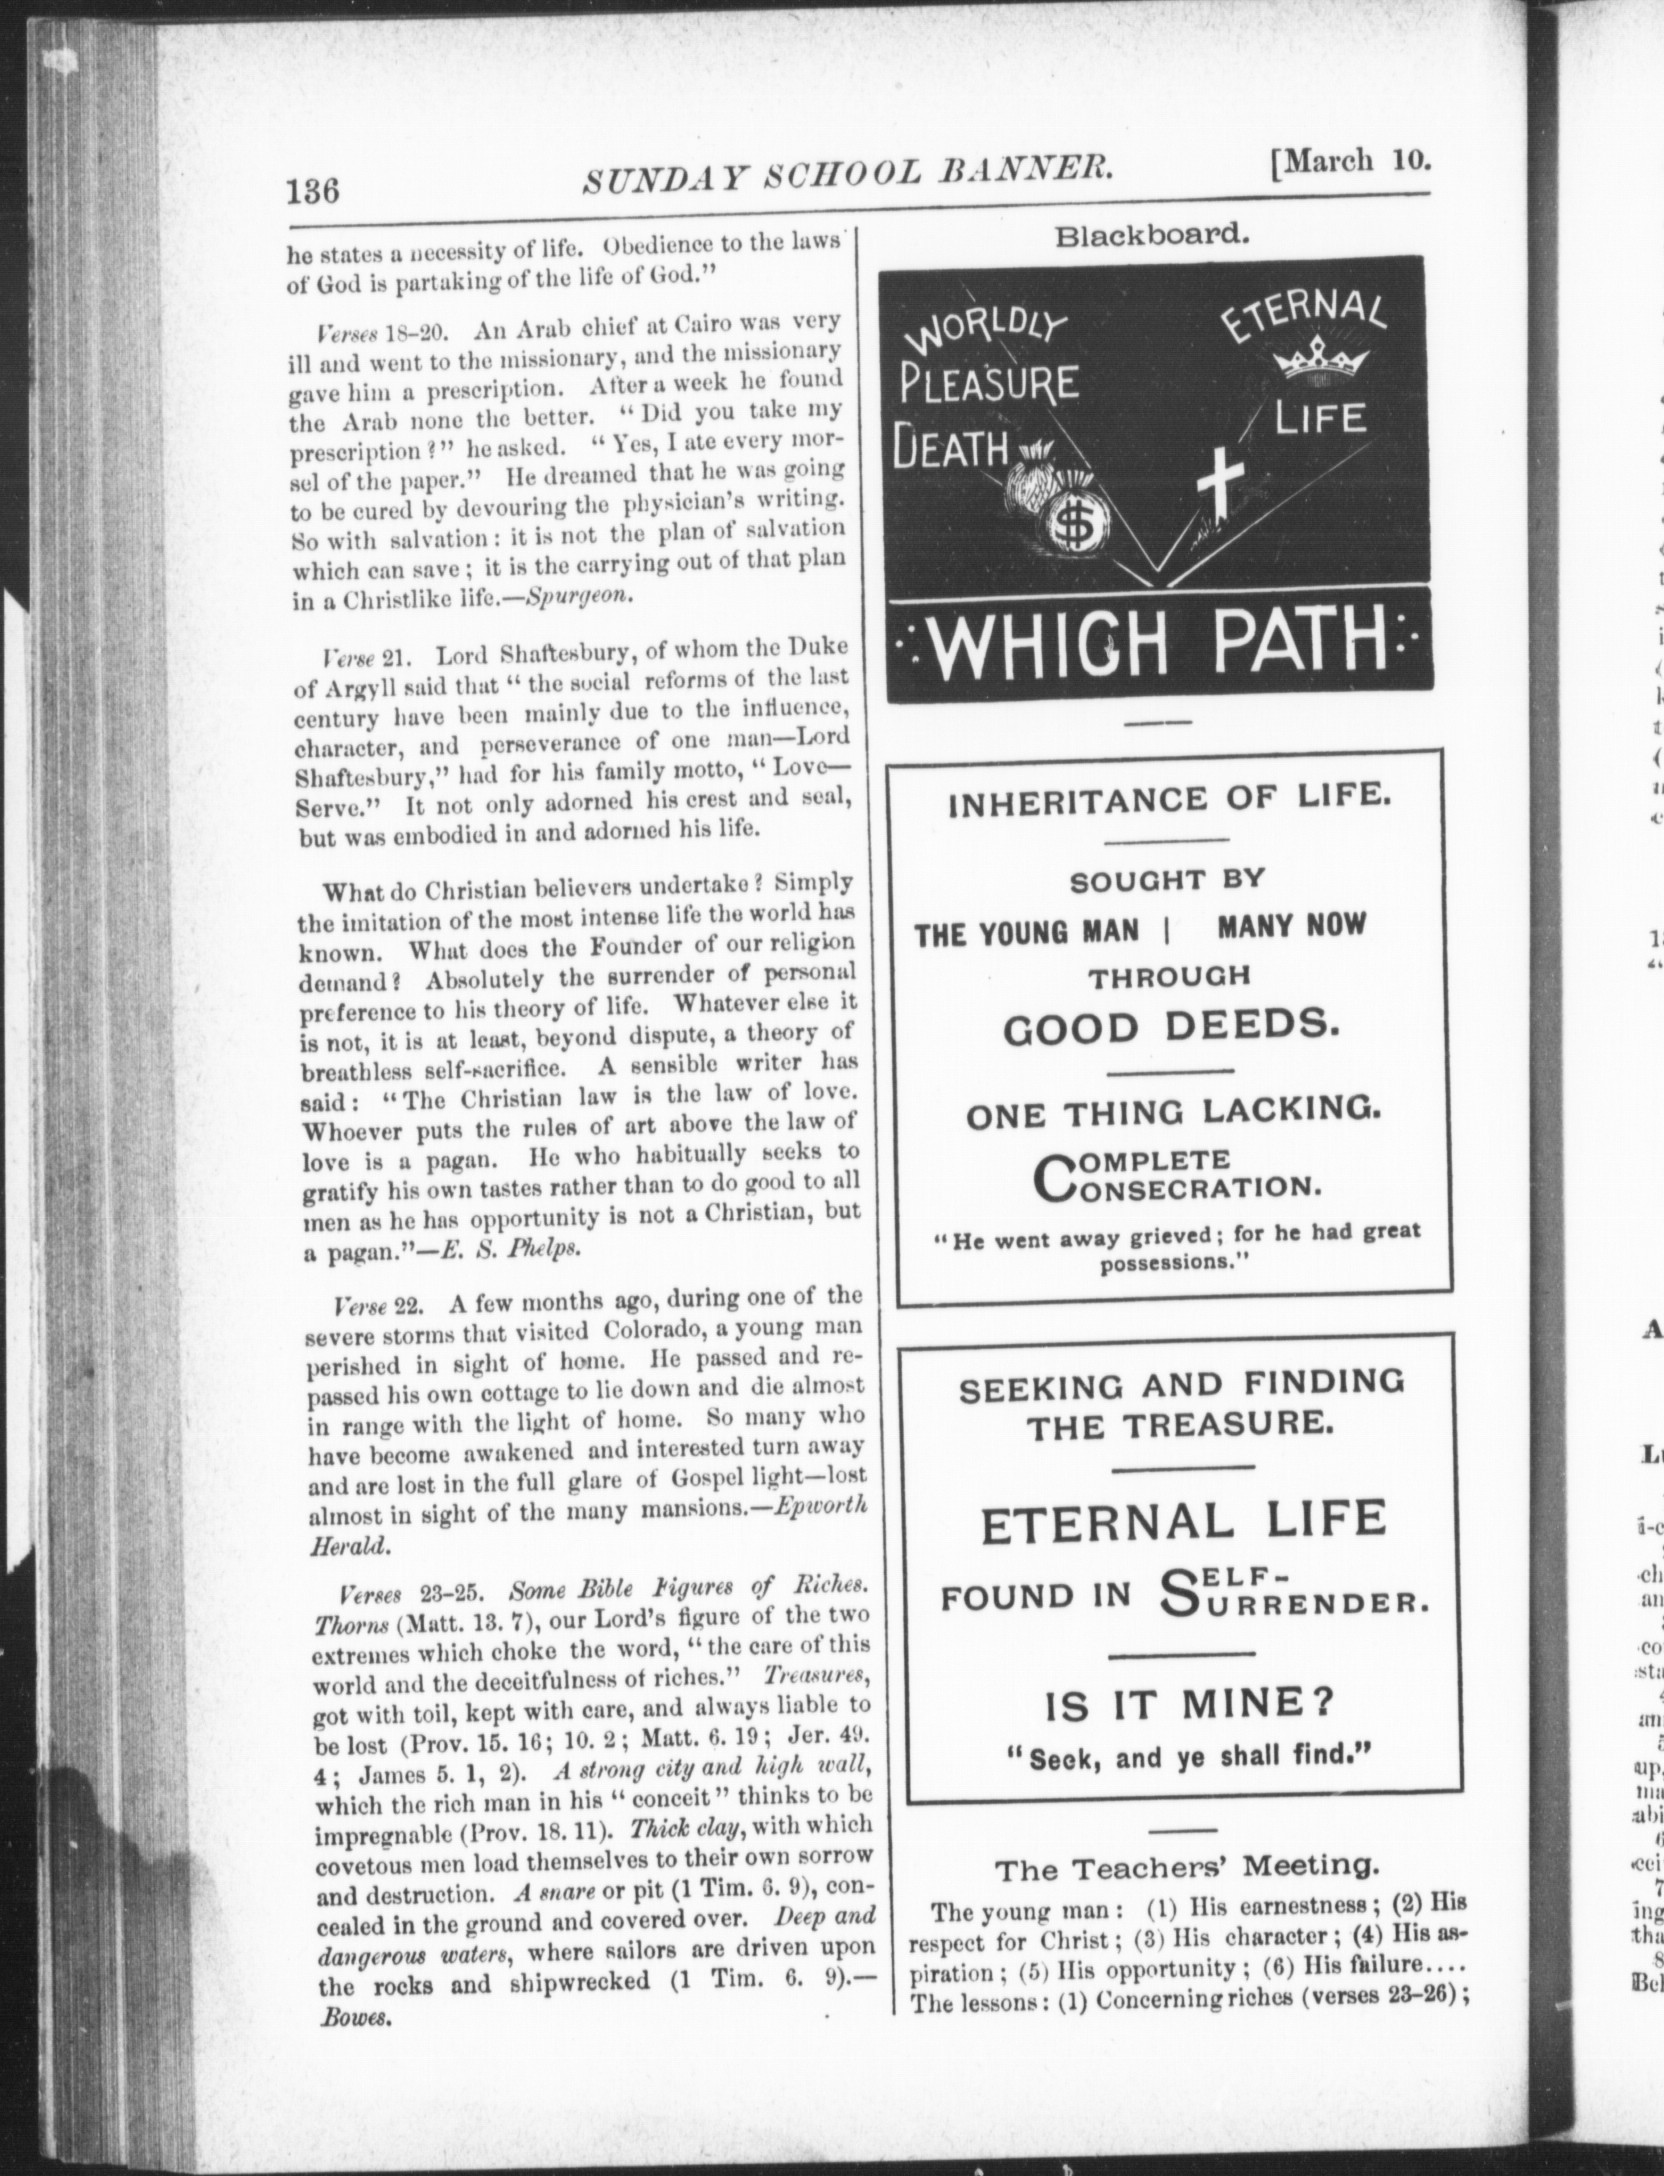 136
SUNDAY SCHOOL BANNER.
[March 10.
he states a necessity of life. Obedience to the laws
of God is partaking of the life of God."
Verses 18-20. An Arab chief at Cairo was very
ill and went to the missionary, and the missionary
gave him a prescription. After a week he found
the Arab none the better. "Did you take my
prescription?" he asked. "Yes, I ate every mor-
sel of the paper." He dreamed that he was going
to be cured by devouring the physician's writing.
So with salvation: it is not the plan of salvation
which can save; it is the carrying out of that plan
in a Christlike life.—Spurgeon.
Verse 21. Lord Shaftesbury, of whom the Duke
of Argyll said that "the social reforms of the last
century have been mainly due to the influence,
character, and perseverance of one man—Lord
Shaftesbury," had for his family motto, "Love—
Serve." It not only adorned his crest and seal,
but was embodied in and adorned his life.
What do Christian believers undertake? Simply
the imitation of the most intense life the world has
known. What does the Founder of our religion
demand? Absolutely the surrender of personal
preference to his theory of life. Whatever else it
is not, it is at least, beyond dispute, a theory of
breathless self-sacrifice. A sensible writer has
said: "The Christian law is the law of love.
Whoever puts the rules of art above the law of
love is a pagan. He who habitually seeks to
gratify his own tastes rather than to do good to all
men as he has opportunity is not a Christian, but
a pagan."—E. S. Phelps.
Verse 22. A few months ago, during one of the
severe storms that visited Colorado, a young man
perished in sight of home. He passed and re-
passed his own cottage to lie down and die almost
in range with the light of home. So many who
have become awakened and interested turn away
and are lost in the full glare of Gospel light—lost
almost in sight of the many mansions.—Epworth
Herald.
Verses 23-25. Some Bible Figures of Riches.
Thorns (Matt. 13. 7), our Lord's figure of the two
extremes which choke the word, "the care of this
world and the deceitfulness of riches." Treasures,
got with toil, kept with care, and always liable to
be lost (Prov. 15. 16; 10. 2; Matt. 6. 19; Jer. 49.
4; James 5. 1, 2). A strong city and high wall,
which the rich man in his "conceit" thinks to be
impregnable (Prov. 18. 11). Thick clay, with which
covetous men load themselves to their own sorrow
and destruction. A snare or pit (1 Tim. 6. 9), con-
cealed in the ground and covered over. Deep and
dangerous waters, where sailors are driven upon
the rocks and shipwrecked (1 Tim. 6. 9).—
Bowes.
Blackboard.
WORLDLY
PLEASURE
DEATH
$
ETERNAL
LIFE
WHICH PATH
INHERITANCE OF LIFE.
SOUGHT BY
THE YOUNG MAN | MANY NOW
THROUGH
GOOD DEEDS.
ONE THING LACKING.
COMPLETE
CONSECRATION.
"He went away grieved; for he had great
possessions."
SEEKING AND FINDING
THE TREASURE.
ETERNAL LIFE
FOUND IN SELF-
SURRENDER.
IS IT MINE?
"Seek, and ye shall find."
The Teachers' Meeting.
The young man: (1) His earnestness; (2) His
respect for Christ; (3) His character; (4) His as-
piration; (5) His opportunity; (6) His failure....
The lessons: (1) Concerning riches (verses 23-26);